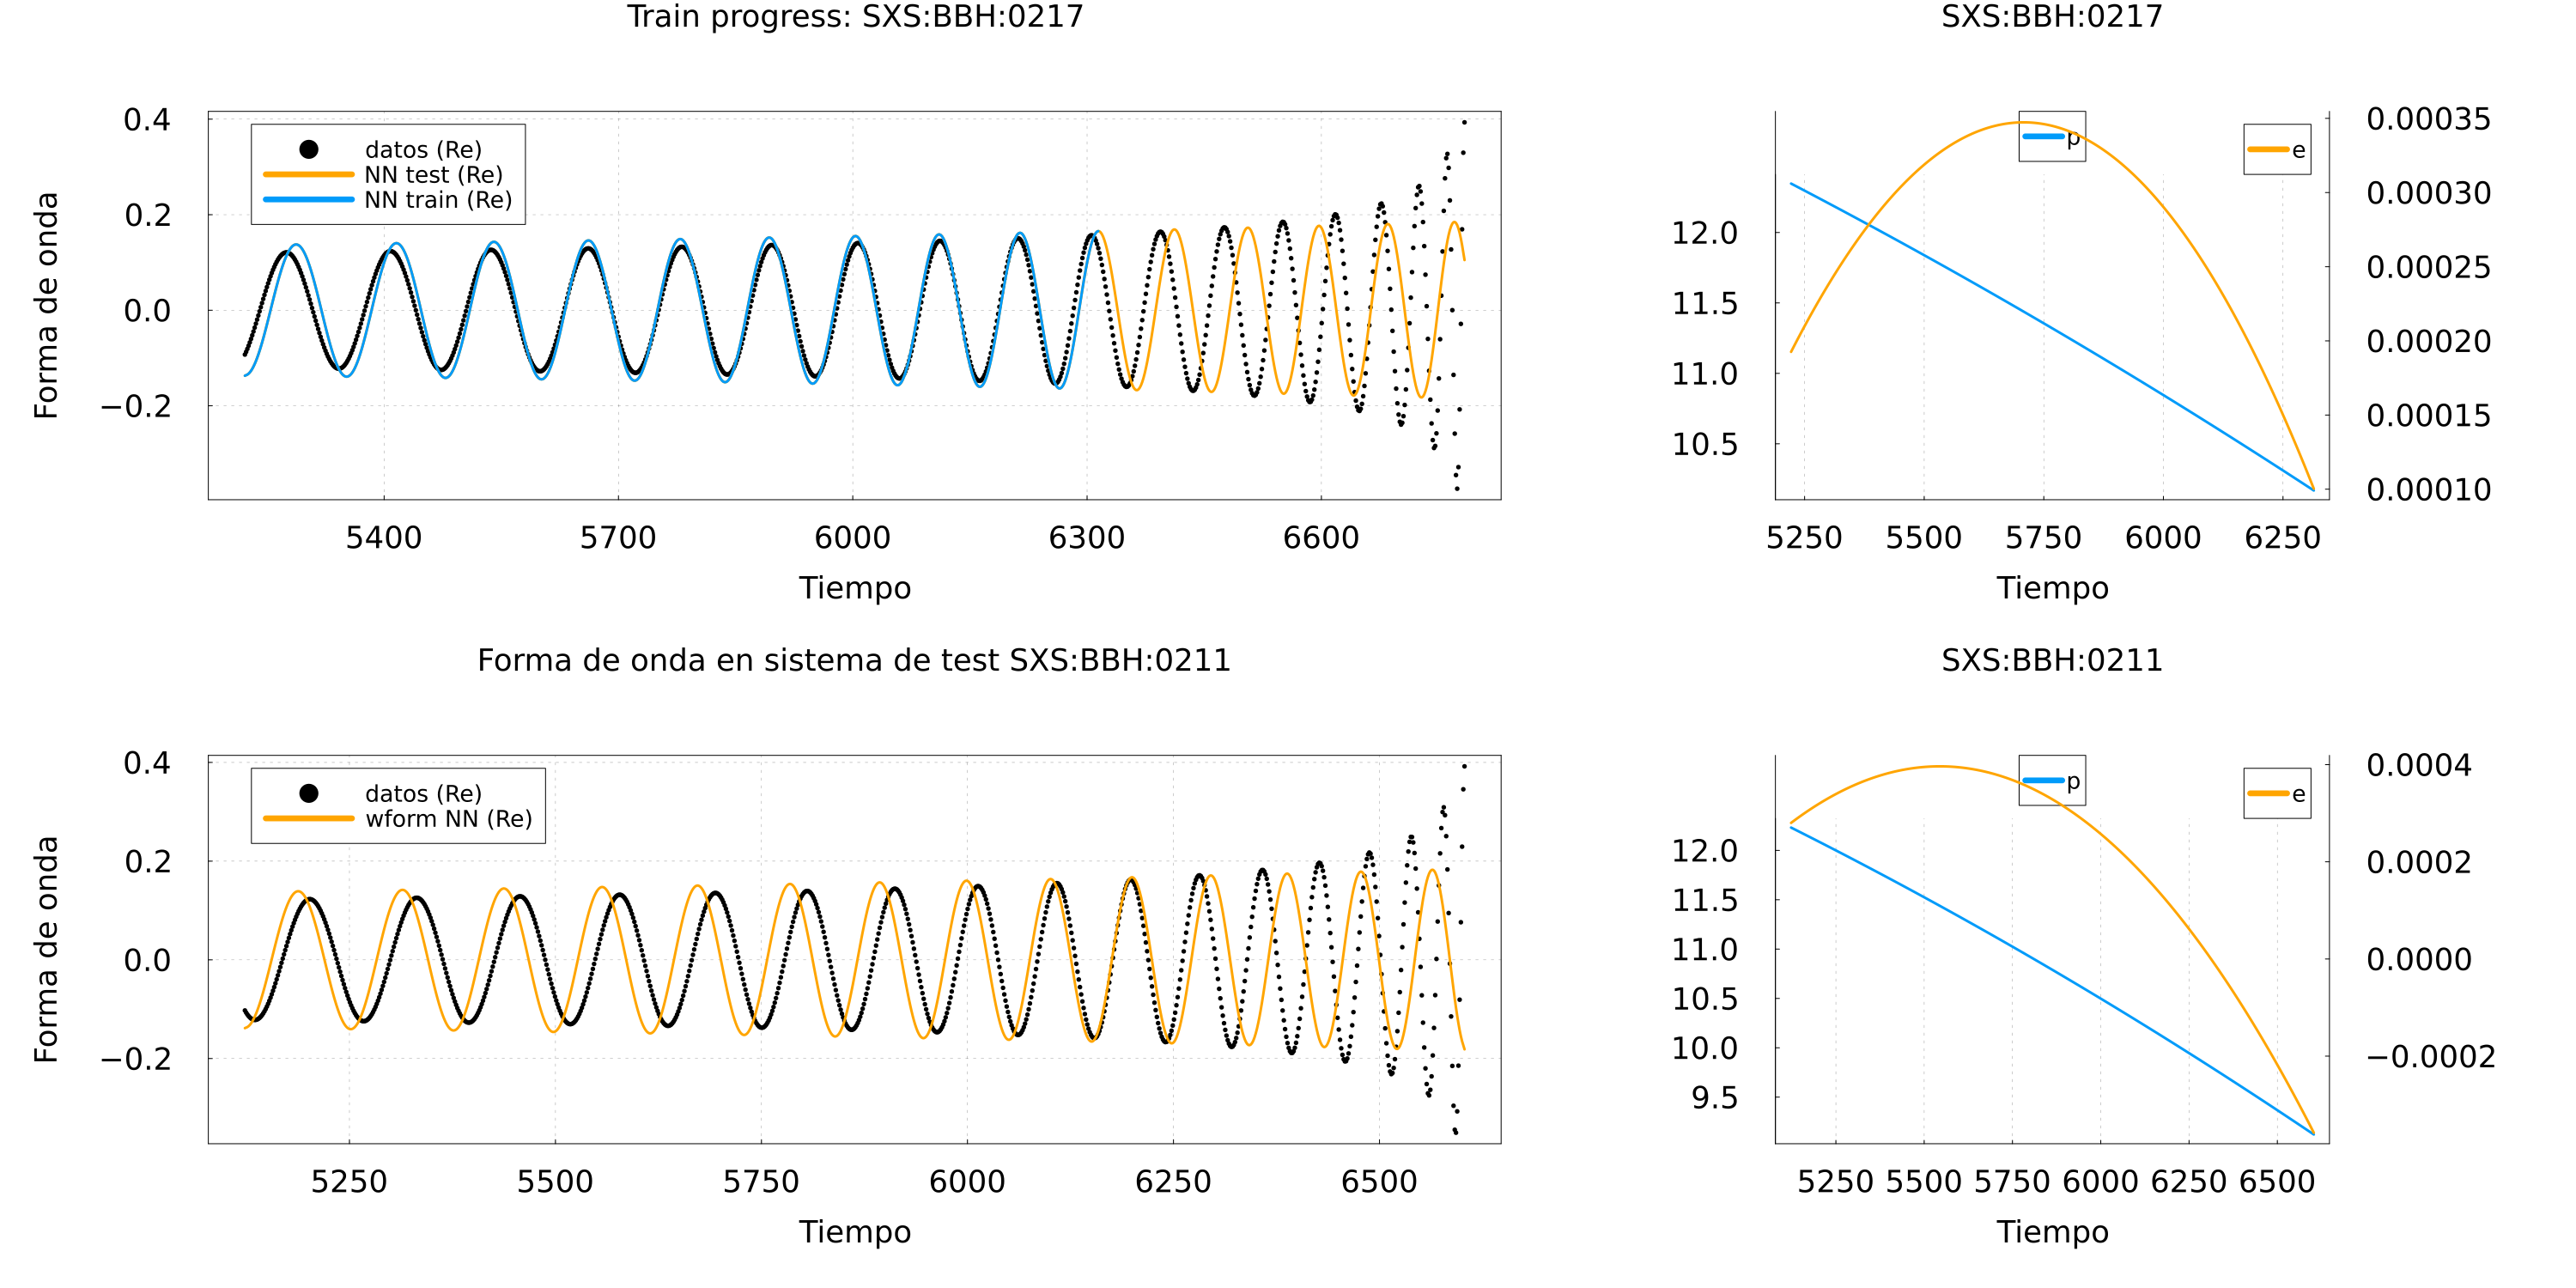 Train progress: SXS:BBH:0217
datos (Re)
NN test (Re)
NN train (Re)
Forma de onda
0.4
0.2
0.0
−0.2
5400 5700 6000 6300 6600
Tiempo
SXS:BBH:0217
p
e
12.0
11.5
11.0
10.5
0.00035
0.00030
0.00025
0.00020
0.00015
0.00010
5250 5500 5750 6000 6250
Tiempo
Forma de onda en sistema de test SXS:BBH:0211
datos (Re)
wform NN (Re)
Forma de onda
0.4
0.2
0.0
−0.2
5250 5500 5750 6000 6250 6500
Tiempo
SXS:BBH:0211
p
e
12.0
11.5
11.0
10.5
10.0
9.5
0.0004
0.0002
0.0000
−0.0002
5250 5500 5750 6000 6250 6500
Tiempo